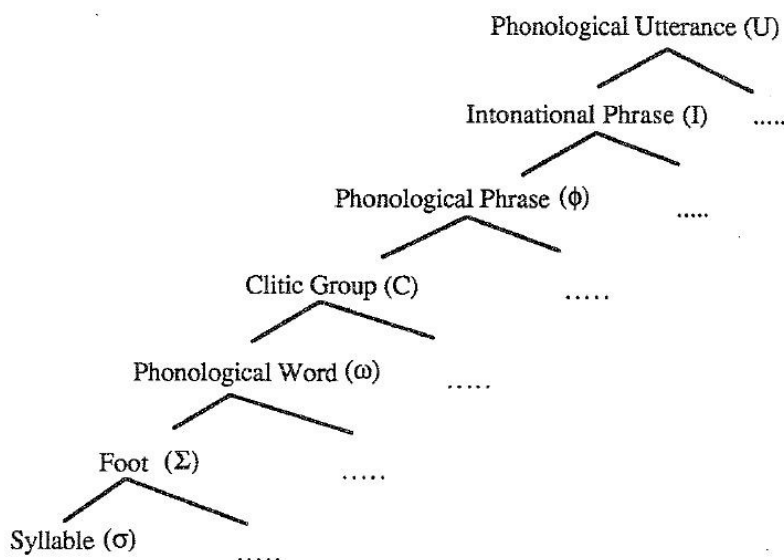 Phonological Utterance (U)
Intonational Phrase (I)
.....
Phonological Phrase (ϕ)
.....
Clitic Group (C)
.....
Phonological Word (ω)
.....
Foot (Σ)
.....
Syllable (σ)
.....